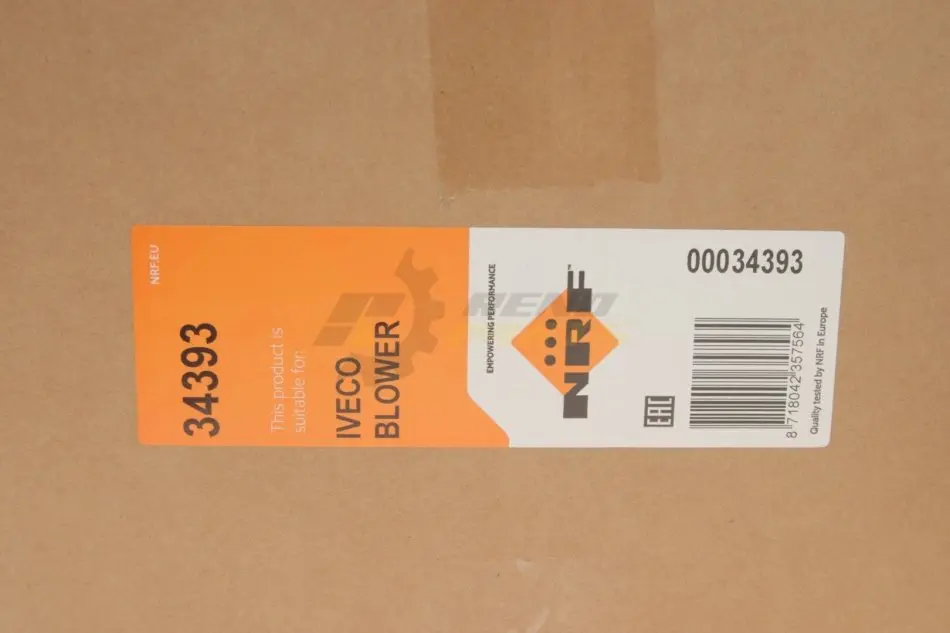 NRF.EU
34393
This product is
suitable for:
IVECO
BLOWER
EMPOWERING PERFORMANCE
NRF™
00034393
EAC
8 718042 357564
Quality tested by NRF in Europe